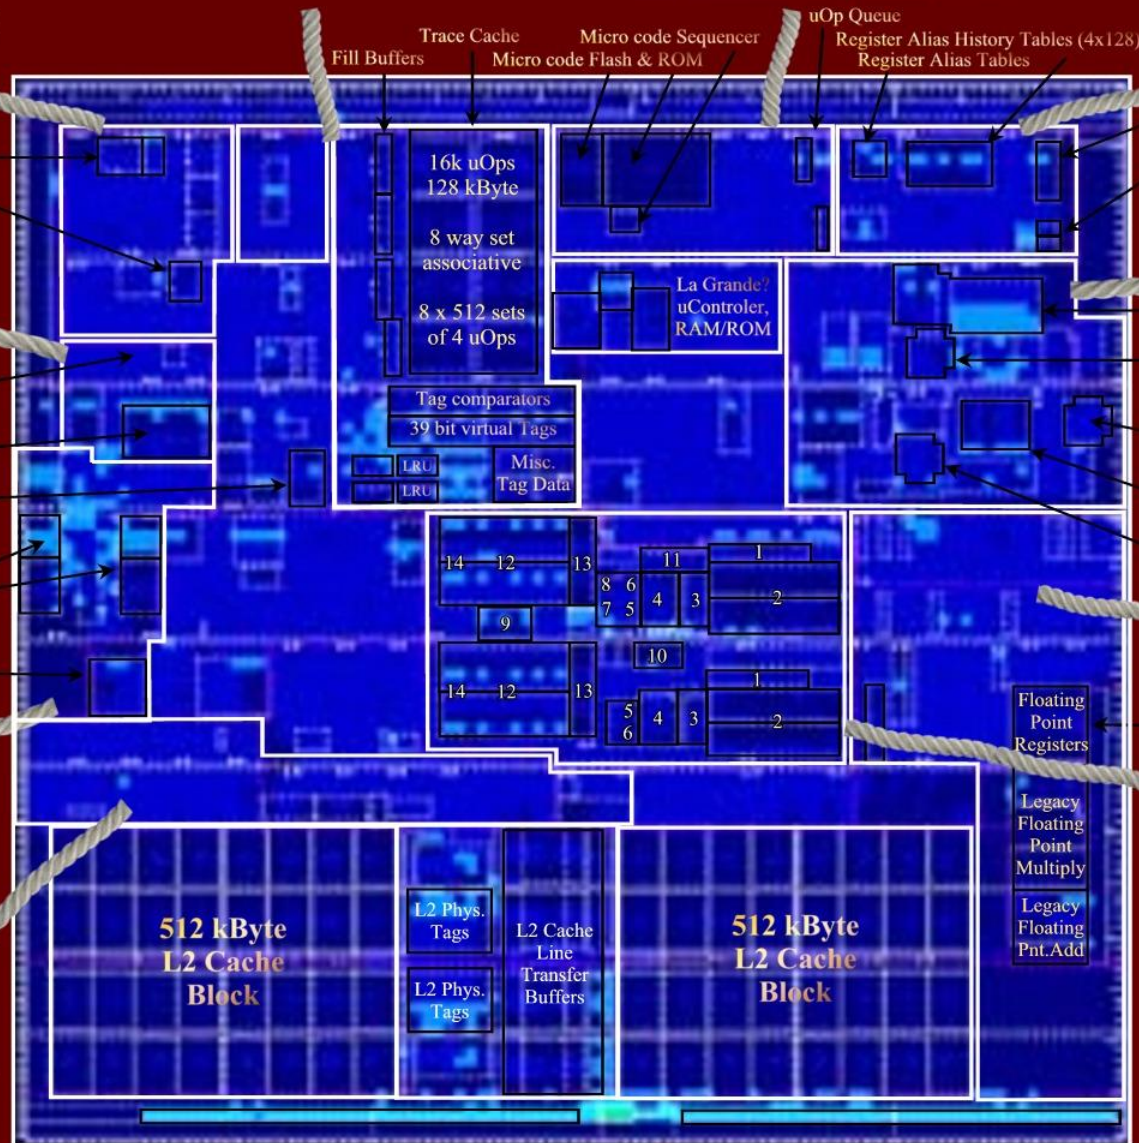 uOp Queue
Trace Cache
Micro code Sequencer
Register Alias History Tables (4x128)
Fill Buffers
Micro code Flash & ROM
Register Alias Tables
16k uOps
128 kByte
8 way set
associative
8 x 512 sets
of 4 uOps
La Grande?
uControler,
RAM/ROM
Tag comparators
39 bit virtual Tags
LRU
LRU
Misc.
Tag Data
14
12
13
11
1
8
6
7
5
4
3
2
9
10
14
12
13
1
5
6
4
3
2
Floating
Point
Registers
Legacy
Floating
Point
Multiply
Legacy
Floating
Pnt.Add
512 kByte
L2 Cache
Block
L2 Phys.
Tags
L2 Phys.
Tags
L2 Cache
Line
Transfer
Buffers
512 kByte
L2 Cache
Block